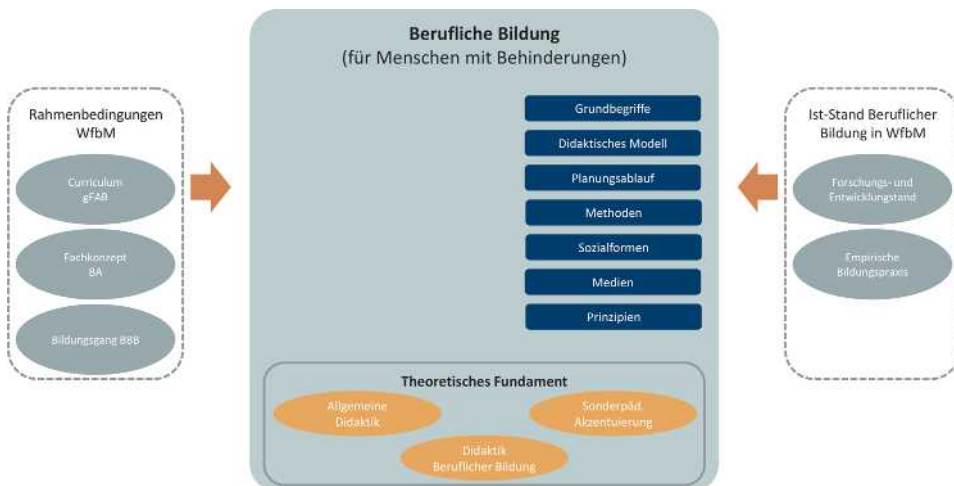 Berufliche Bildung
(für Menschen mit Behinderungen)
Rahmenbedingungen
WfbM
Curriculum
gFAB
Fachkonzept
BA
Bildungsgang BBB
Grundbegriffe
Didaktisches Modell
Planungsablauf
Methoden
Sozialformen
Medien
Prinzipien
Theoretisches Fundament
Allgemeine
Didaktik
Sonderpäd.
Akzentuierung
Didaktik
Beruflicher Bildung
Ist-Stand Beruflicher
Bildung in WfbM
Forschungs- und
Entwicklungstand
Empirische
Bildungspraxis